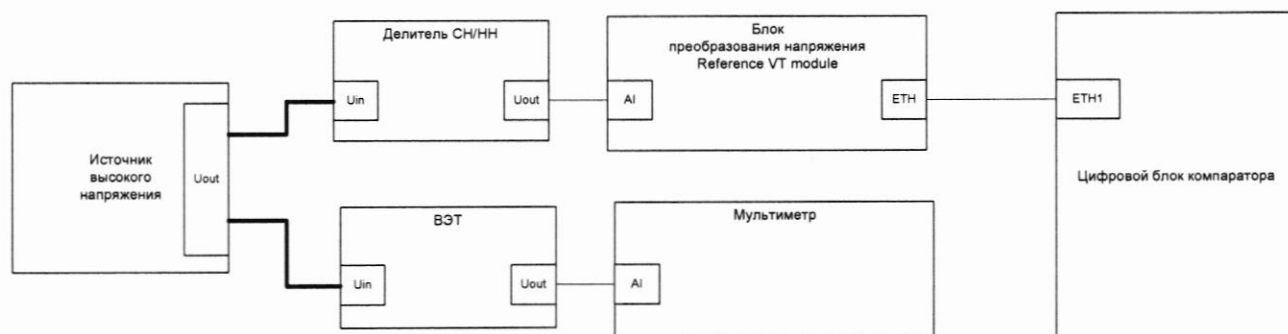 Делитель СН/НН
Uin
Uout
Блок
преобразования напряжения
Reference VT module
AI
ETH
ETH1
Цифровой блок компаратора
Источник
высокого
напряжения
Uout
ВЭТ
Uin
Uout
Мультиметр
AI